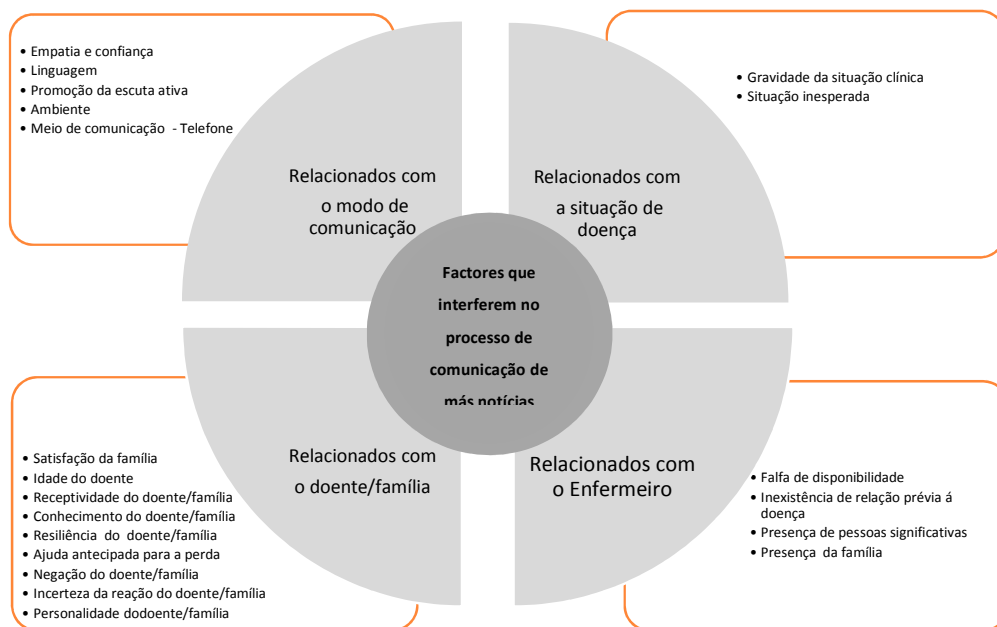 • Empatia e confiança
• Linguagem
• Promoção da escuta ativa
• Ambiente
• Meio de comunicação - Telefone
Relacionados com
o modo de
comunicação
• Gravidade da situação clínica
• Situação inesperada
Relacionados com
a situação de
doença
Factores que
interferem no
processo de
comunicação de
más notícias
• Satisfação da família
• Idade do doente
• Receptividade do doente/família
• Conhecimento do doente/família
• Resiliência do doente/família
• Ajuda antecipada para a perda
• Negação do doente/família
• Incerteza da reação do doente/família
• Personalidade dodoente/família
Relacionados com
o doente/família
Relacionados com
o Enfermeiro
• Falfa de disponibilidade
• Inexistência de relação prévia á
doença
• Presença de pessoas significativas
• Presença da família